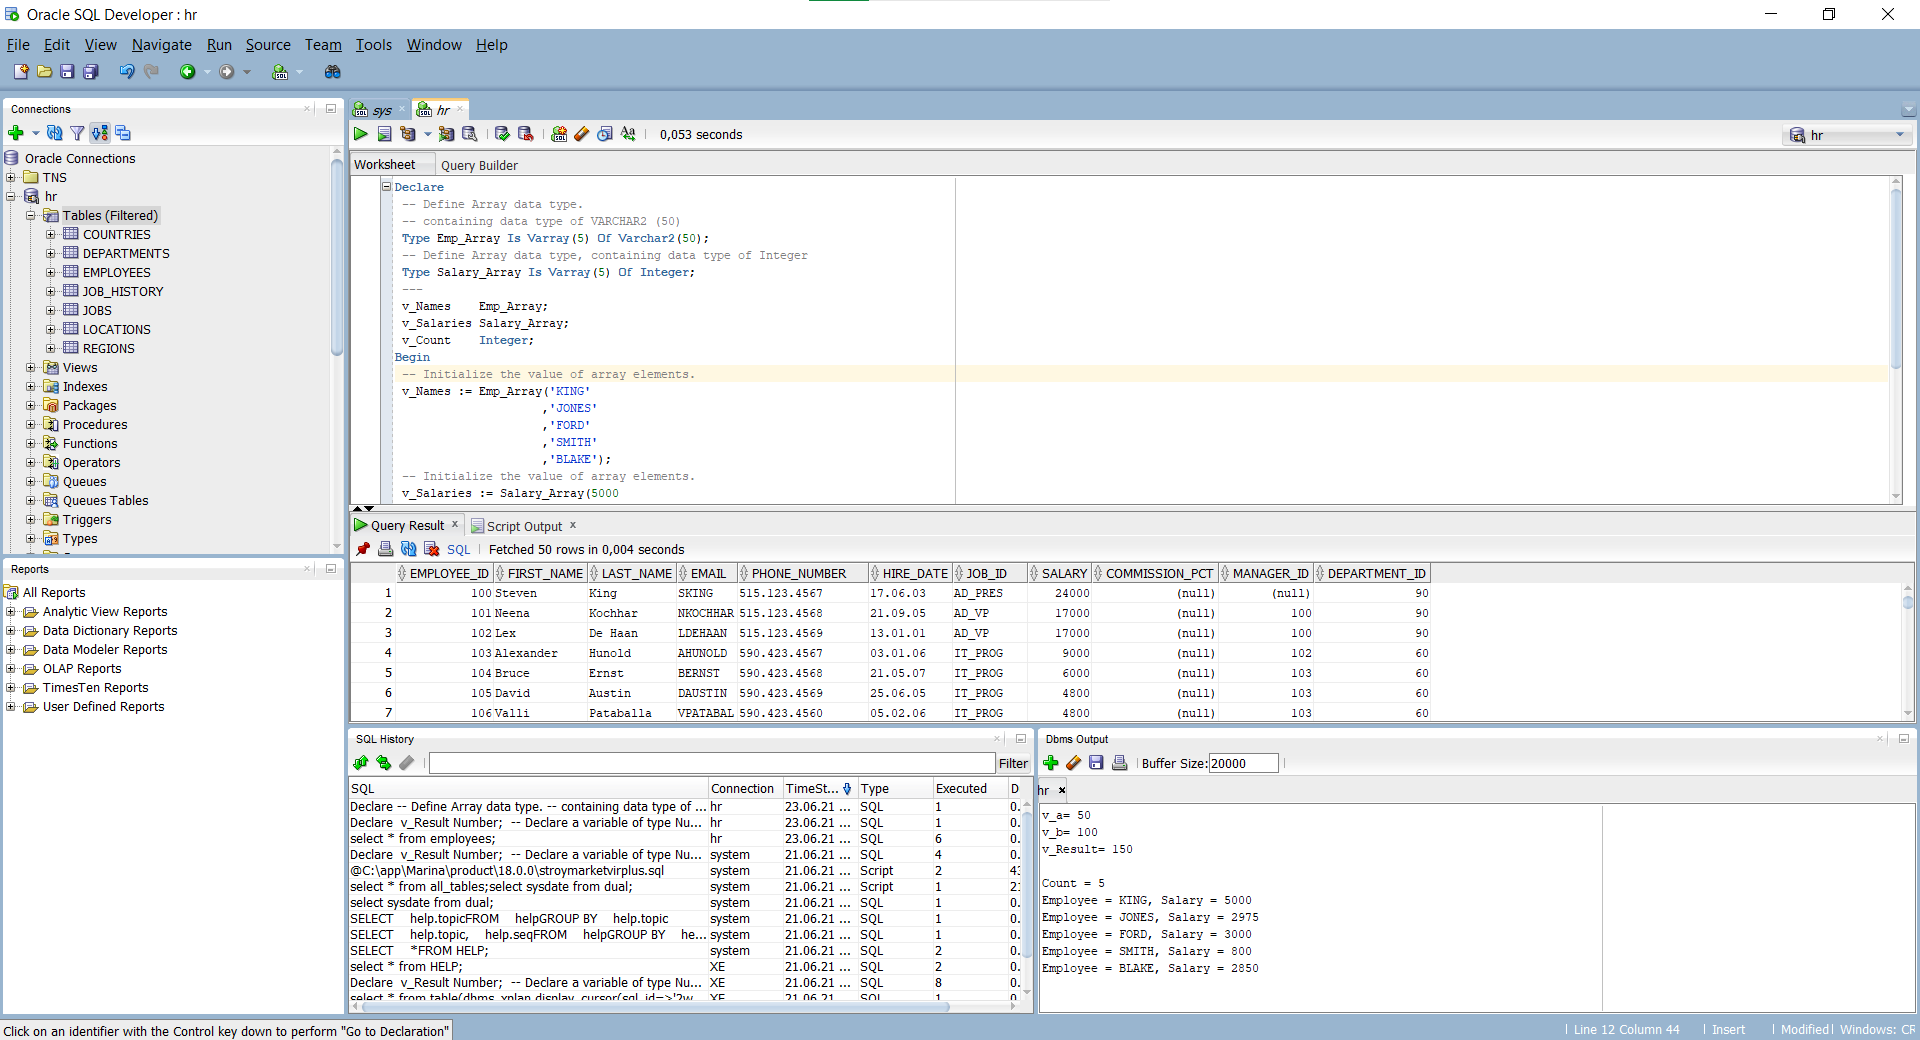 Oracle SQL Developer : hr
File Edit View Navigate Run Source Team Tools Window Help
Connections
Oracle Connections
TNS
hr
Tables (Filtered)
COUNTRIES
DEPARTMENTS
EMPLOYEES
JOB_HISTORY
JOBS
LOCATIONS
REGIONS
Views
Indexes
Packages
Procedures
Functions
Operators
Queues
Queues Tables
Triggers
Types
Reports
All Reports
Analytic View Reports
Data Dictionary Reports
Data Modeler Reports
OLAP Reports
TimesTen Reports
User Defined Reports
sys hr
0,053 seconds
hr
Worksheet Query Builder
Declare
-- Define Array data type.
-- containing data type of VARCHAR2 (50)
Type Emp_Array Is Varray(5) Of Varchar2(50);
-- Define Array data type, containing data type of Integer
Type Salary_Array Is Varray(5) Of Integer;
---
v_Names    Emp_Array;
v_Salaries Salary_Array;
v_Count    Integer;
Begin
-- Initialize the value of array elements.
v_Names := Emp_Array('KING'
,'JONES'
,'FORD'
,'SMITH'
,'BLAKE');
-- Initialize the value of array elements.
v_Salaries := Salary_Array(5000
Query Result x Script Output x
SQL Fetched 50 rows in 0,004 seconds
EMPLOYEE_ID FIRST_NAME LAST_NAME EMAIL PHONE_NUMBER HIRE_DATE JOB_ID SALARY COMMISSION_PCT MANAGER_ID DEPARTMENT_ID
1 100 Steven King SKING 515.123.4567 17.06.03 AD_PRES 24000 (null) (null) 90
2 101 Neena Kochhar NKOCHHAR 515.123.4568 21.09.05 AD_VP 17000 (null) 100 90
3 102 Lex De Haan LDEHAAN 515.123.4569 13.01.01 AD_VP 17000 (null) 100 90
4 103 Alexander Hunold AHUNOLD 590.423.4567 03.01.06 IT_PROG 9000 (null) 102 60
5 104 Bruce Ernst BERNST 590.423.4568 21.05.07 IT_PROG 6000 (null) 103 60
6 105 David Austin DAUSTIN 590.423.4569 25.06.05 IT_PROG 4800 (null) 103 60
7 106 Valli Pataballa VPATABAL 590.423.4560 05.02.06 IT_PROG 4800 (null) 103 60
SQL History
Filter
SQL Connection TimeSt... Type Executed D
Declare -- Define Array data type. -- containing data type of ... hr 23.06.21 ... SQL 1 0.
Declare v_Result Number; -- Declare a variable of type Nu... hr 23.06.21 ... SQL 1 0.
select * from employees; hr 23.06.21 ... SQL 6 0.
Declare v_Result Number; -- Declare a variable of type Nu... system 21.06.21 ... SQL 4 0.
@C:\app\Marina\product\18.0.0\stroymarketvirplus.sql system 21.06.21 ... Script 2 43
select * from all_tables;select sysdate from dual; system 21.06.21 ... Script 1 21
select sysdate from dual; system 21.06.21 ... SQL 1 0.
SELECT help.topicFROM helpGROUP BY help.topic system 21.06.21 ... SQL 1 0.
SELECT help.topic, help.seqFROM helpGROUP BY he... system 21.06.21 ... SQL 1 0.
SELECT *FROM HELP; system 21.06.21 ... SQL 2 0.
select * from HELP; XE 21.06.21 ... SQL 2 0.
Declare v_Result Number; -- Declare a variable of type Nu... XE 21.06.21 ... SQL 8 0.
select * from table(dbms_xplan.display_cursor(sql_id=>'2w XE 21.06.21 ... SQL 1 0.
Dbms Output
Buffer Size: 20000
hr x
v_a= 50
v_b= 100
v_Result= 150
Count = 5
Employee = KING, Salary = 5000
Employee = JONES, Salary = 2975
Employee = FORD, Salary = 3000
Employee = SMITH, Salary = 800
Employee = BLAKE, Salary = 2850
Click on an identifier with the Control key down to perform "Go to Declaration"
Line 12 Column 44 Insert Modified Windows: CR